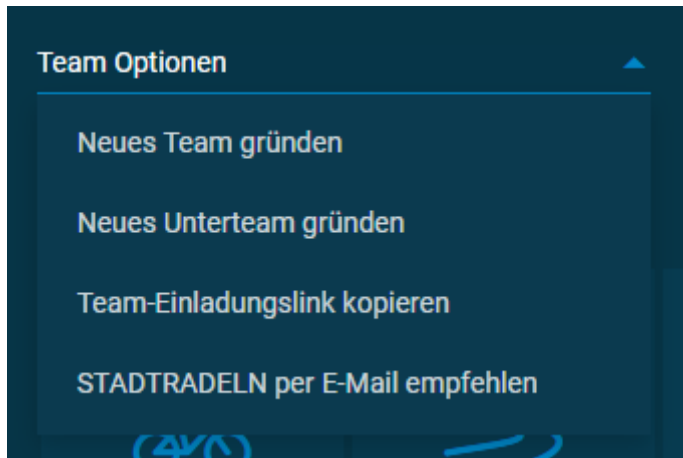 Team Optionen
Neues Team gründen
Neues Unterteam gründen
Team-Einladungslink kopieren
STADTRADELN per E-Mail empfehlen